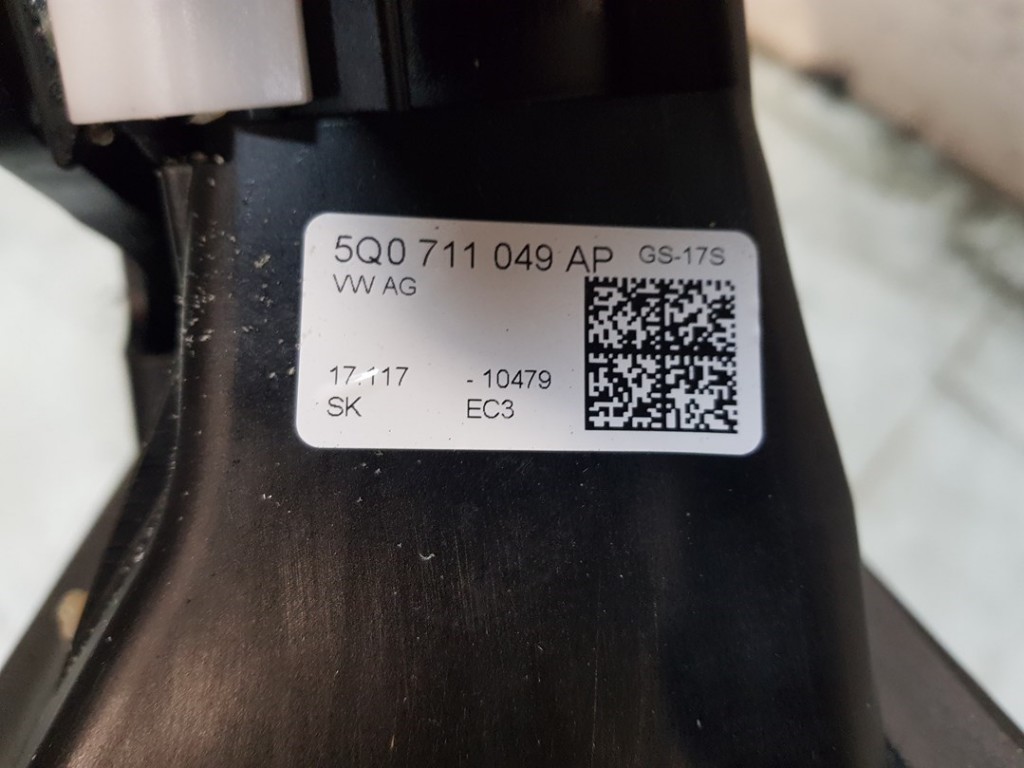 5Q0 711 049 AP GS-17S
VW AG
17 117 - 10479
SK EC3